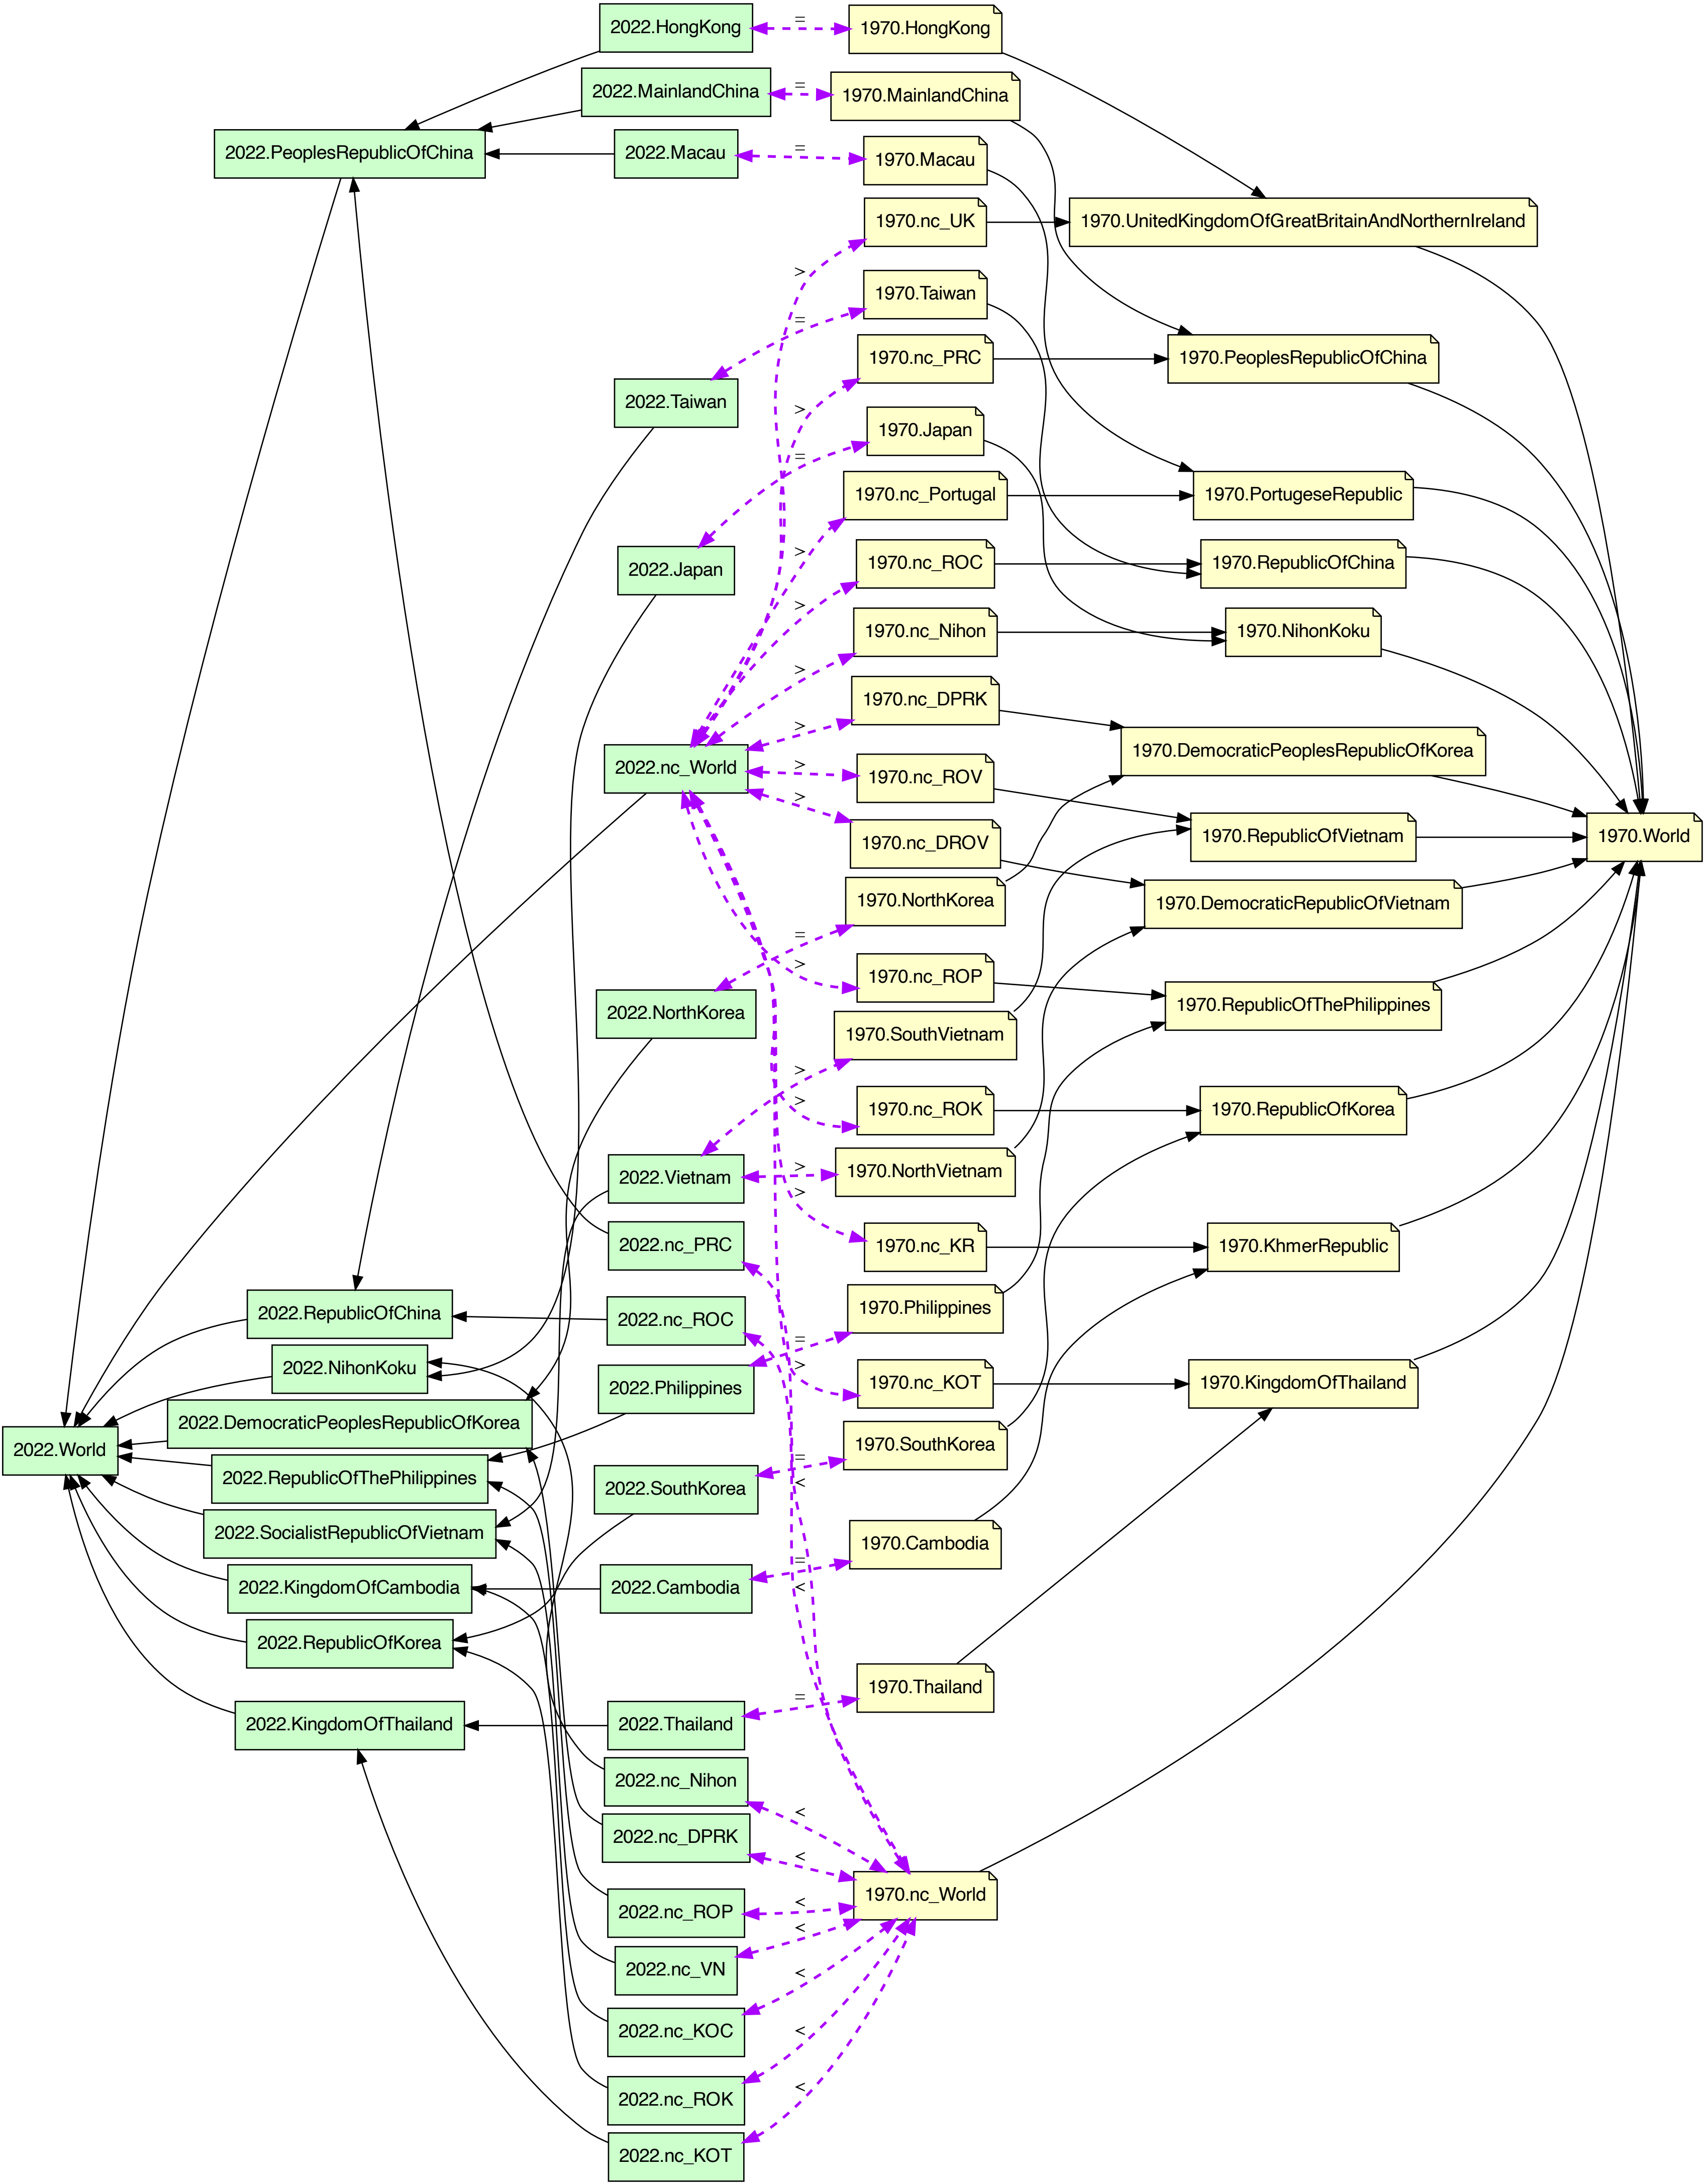 2022.HongKong
=
1970.HongKong
2022.MainlandChina
=
1970.MainlandChina
2022.PeoplesRepublicOfChina
2022.Macau
=
1970.Macau
1970.nc_UK
1970.UnitedKingdomOfGreatBritainAndNorthernIreland
>
1970.Taiwan
=
1970.nc_PRC
1970.PeoplesRepublicOfChina
2022.Taiwan
>
1970.Japan
=
1970.nc_Portugal
1970.PortugeseRepublic
>
2022.Japan
1970.nc_ROC
1970.RepublicOfChina
>
1970.nc_Nihon
1970.NihonKoku
>
1970.nc_DPRK
>
1970.DemocraticPeoplesRepublicOfKorea
2022.nc_World
>
1970.nc_ROV
>
1970.nc_DROV
1970.RepublicOfVietnam
1970.World
1970.NorthKorea
1970.DemocraticRepublicOfVietnam
=
>
1970.nc_ROP
1970.RepublicOfThePhilippines
2022.NorthKorea
1970.SouthVietnam
>
>
1970.nc_ROK
1970.RepublicOfKorea
2022.Vietnam
>
1970.NorthVietnam
>
2022.nc_PRC
1970.nc_KR
1970.KhmerRepublic
2022.RepublicOfChina
2022.nc_ROC
1970.Philippines
=
2022.NihonKoku
>
2022.Philippines
1970.nc_KOT
1970.KingdomOfThailand
2022.DemocraticPeoplesRepublicOfKorea
2022.World
1970.SouthKorea
=
2022.RepublicOfThePhilippines
<
2022.SouthKorea
2022.SocialistRepublicOfVietnam
1970.Cambodia
=
2022.KingdomOfCambodia
2022.Cambodia
<
2022.RepublicOfKorea
1970.Thailand
=
2022.KingdomOfThailand
2022.Thailand
2022.nc_Nihon
<
2022.nc_DPRK
<
1970.nc_World
<
2022.nc_ROP
<
2022.nc_VN
<
2022.nc_KOC
<
2022.nc_ROK
<
2022.nc_KOT